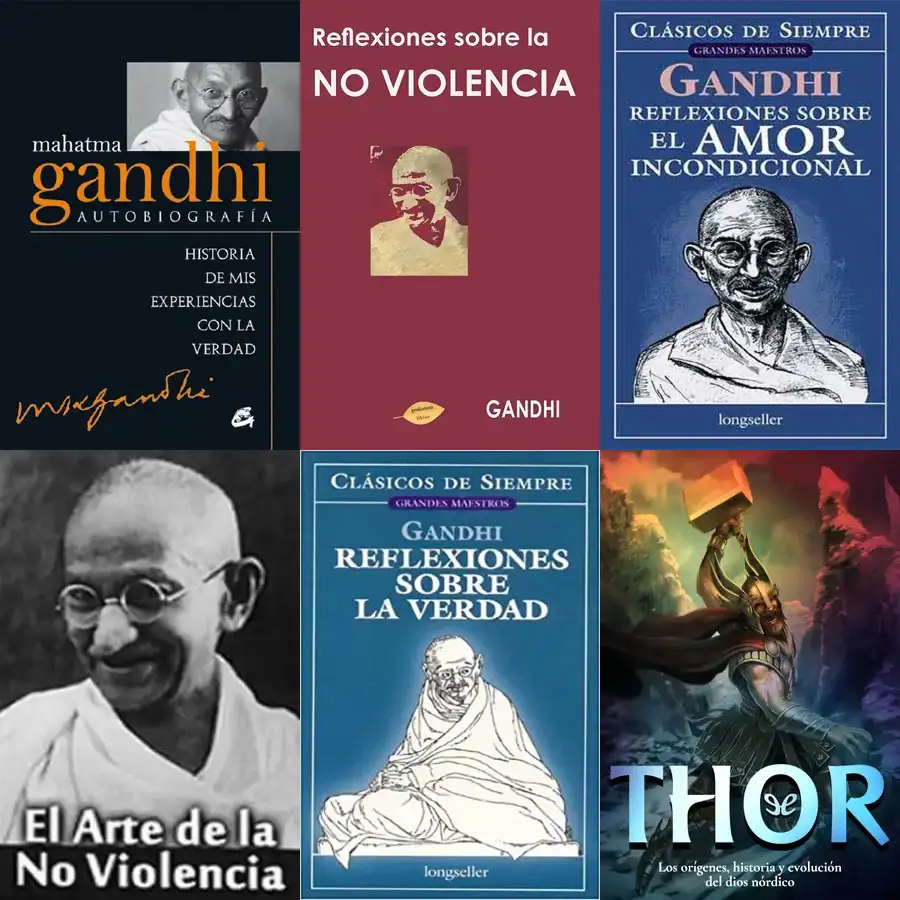 mahatma
gandhi
AUTOBIOGRAFÍA
HISTORIA
DE MIS
EXPERIENCIAS
CON LA
VERDAD
mkgandhi
Reflexiones sobre la
NO VIOLENCIA
GANDHI
CLÁSICOS DE SIEMPRE
GRANDES MAESTROS
GANDHI
REFLEXIONES SOBRE
EL AMOR
INCONDICIONAL
longseller
El Arte de la
No Violencia
CLÁSICOS DE SIEMPRE
GRANDES MAESTROS
GANDHI
REFLEXIONES
SOBRE
LA VERDAD
longseller
THOR
Los orígenes, historia y evolución
del dios nórdico